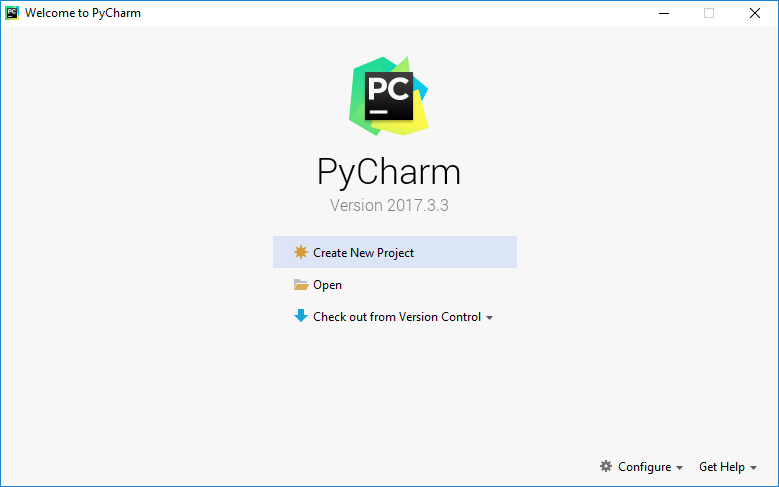 Welcome to PyCharm
PC
PyCharm
Version 2017.3.3
Create New Project
Open
Check out from Version Control
Configure
Get Help